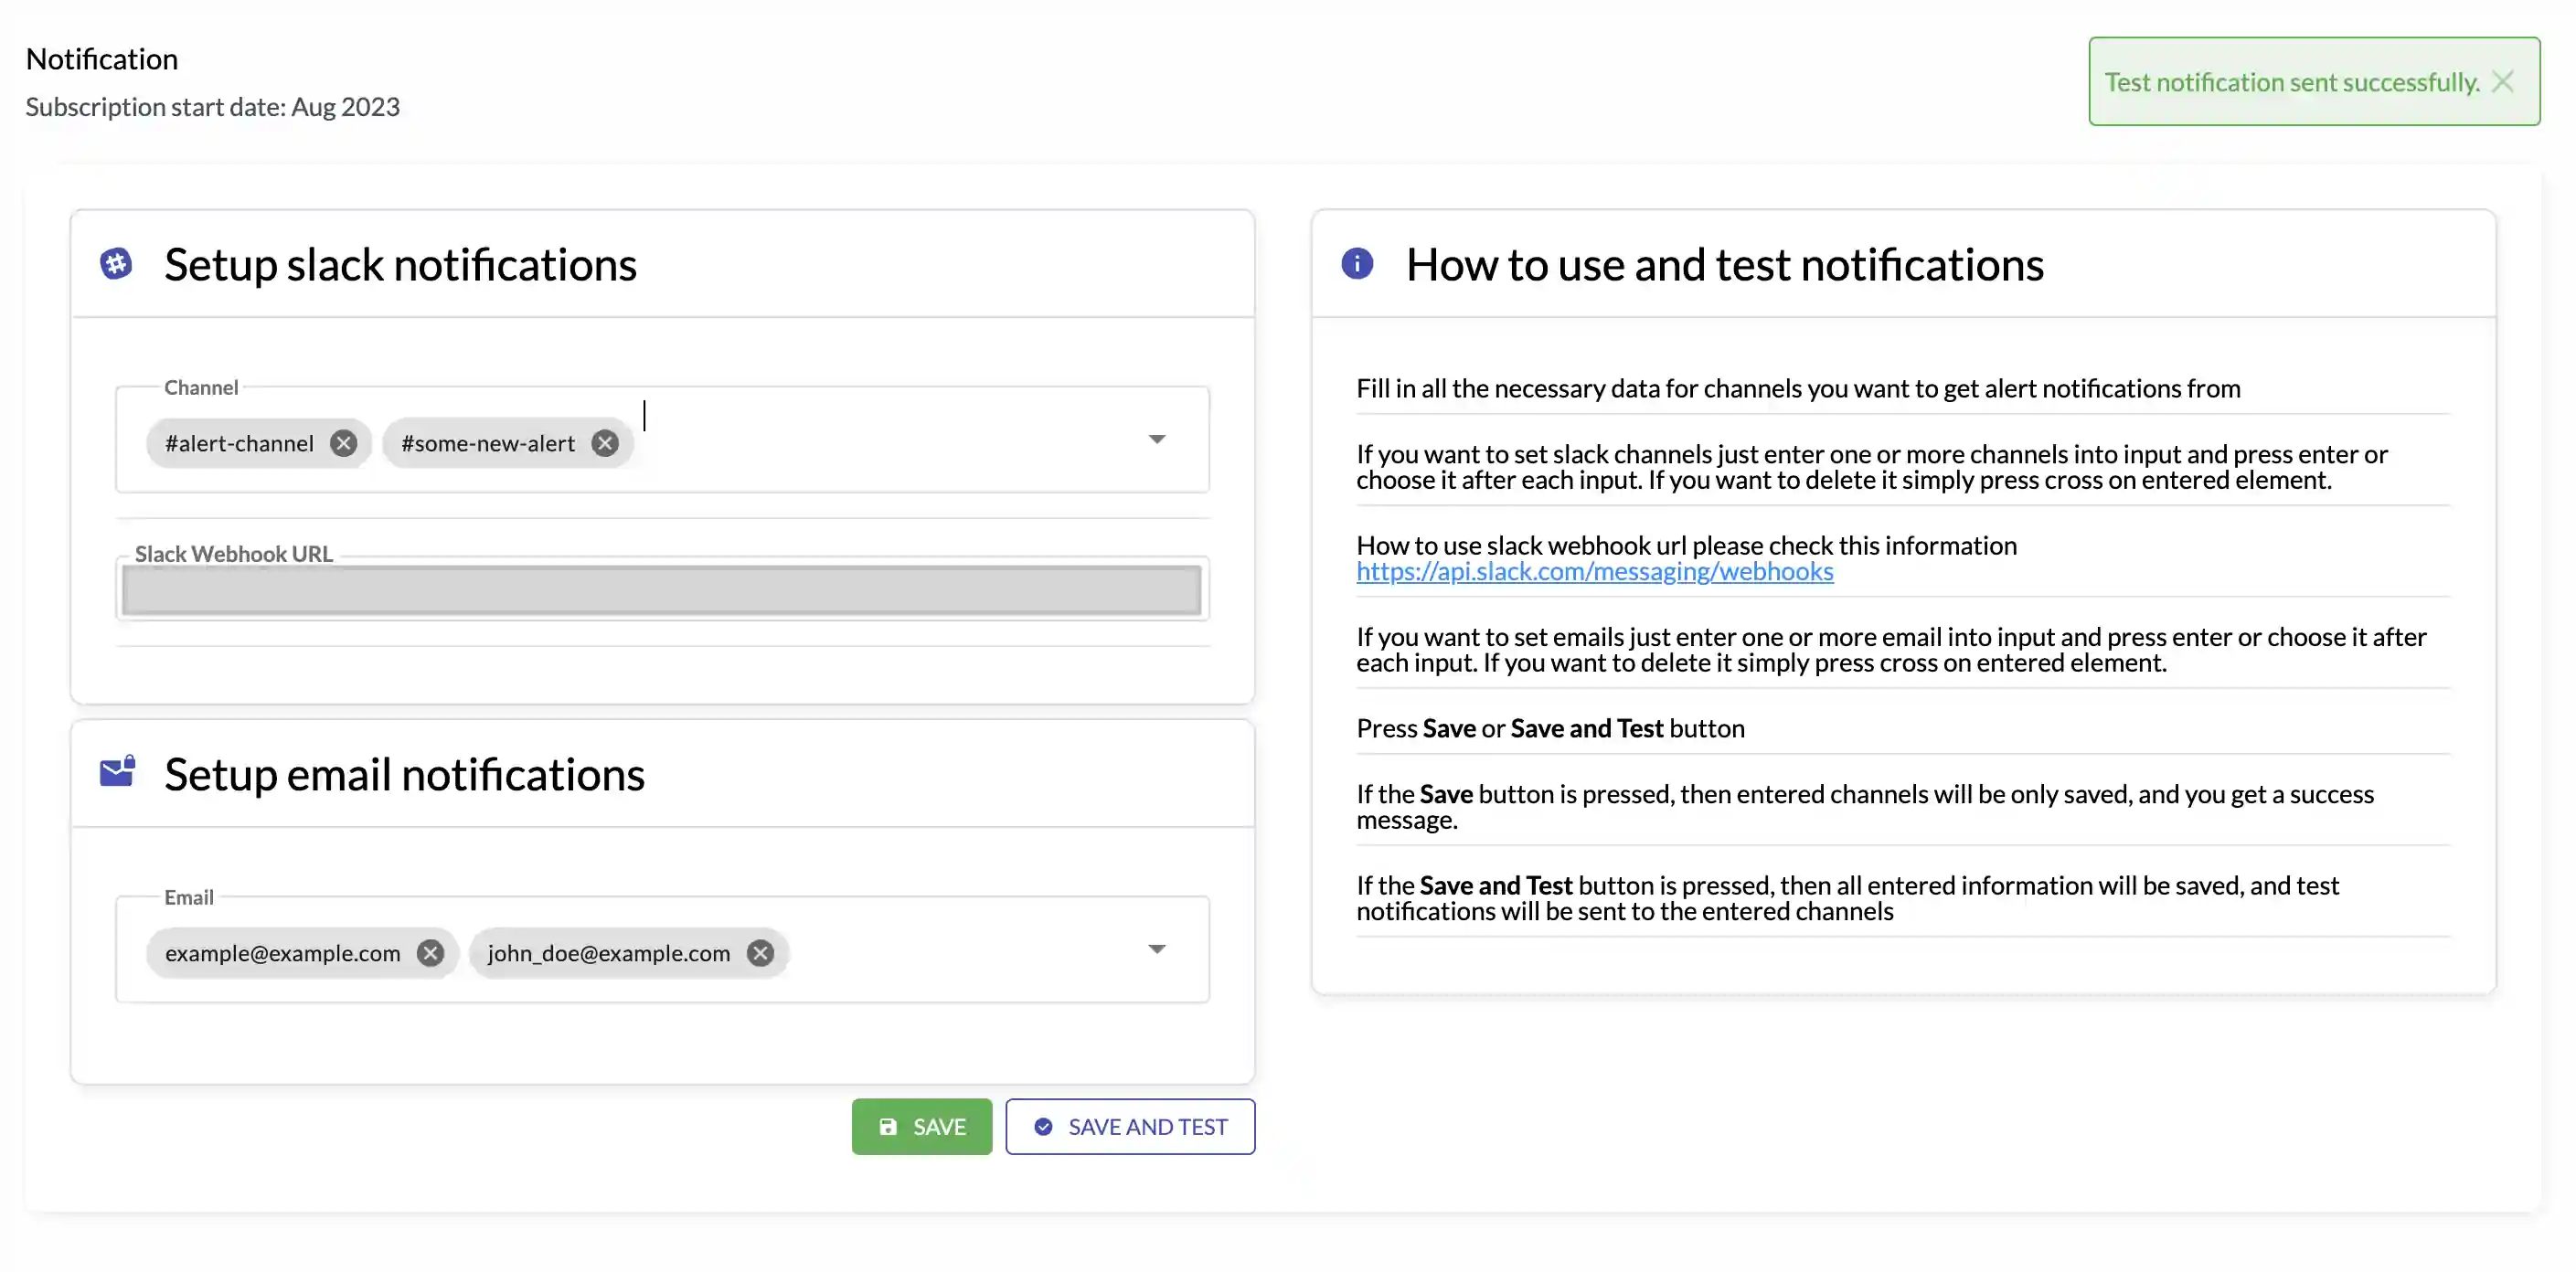 Notification
Subscription start date: Aug 2023
Test notification sent successfully.
Setup slack notifications
Channel
#alert-channel
#some-new-alert
Slack Webhook URL
Setup email notifications
Email
example@example.com
john_doe@example.com
SAVE
SAVE AND TEST
How to use and test notifications
Fill in all the necessary data for channels you want to get alert notifications from
If you want to set slack channels just enter one or more channels into input and press enter or
choose it after each input. If you want to delete it simply press cross on entered element.
How to use slack webhook url please check this information
https://api.slack.com/messaging/webhooks
If you want to set emails just enter one or more email into input and press enter or choose it after
each input. If you want to delete it simply press cross on entered element.
Press Save or Save and Test button
If the Save button is pressed, then entered channels will be only saved, and you get a success
message.
If the Save and Test button is pressed, then all entered information will be saved, and test
notifications will be sent to the entered channels